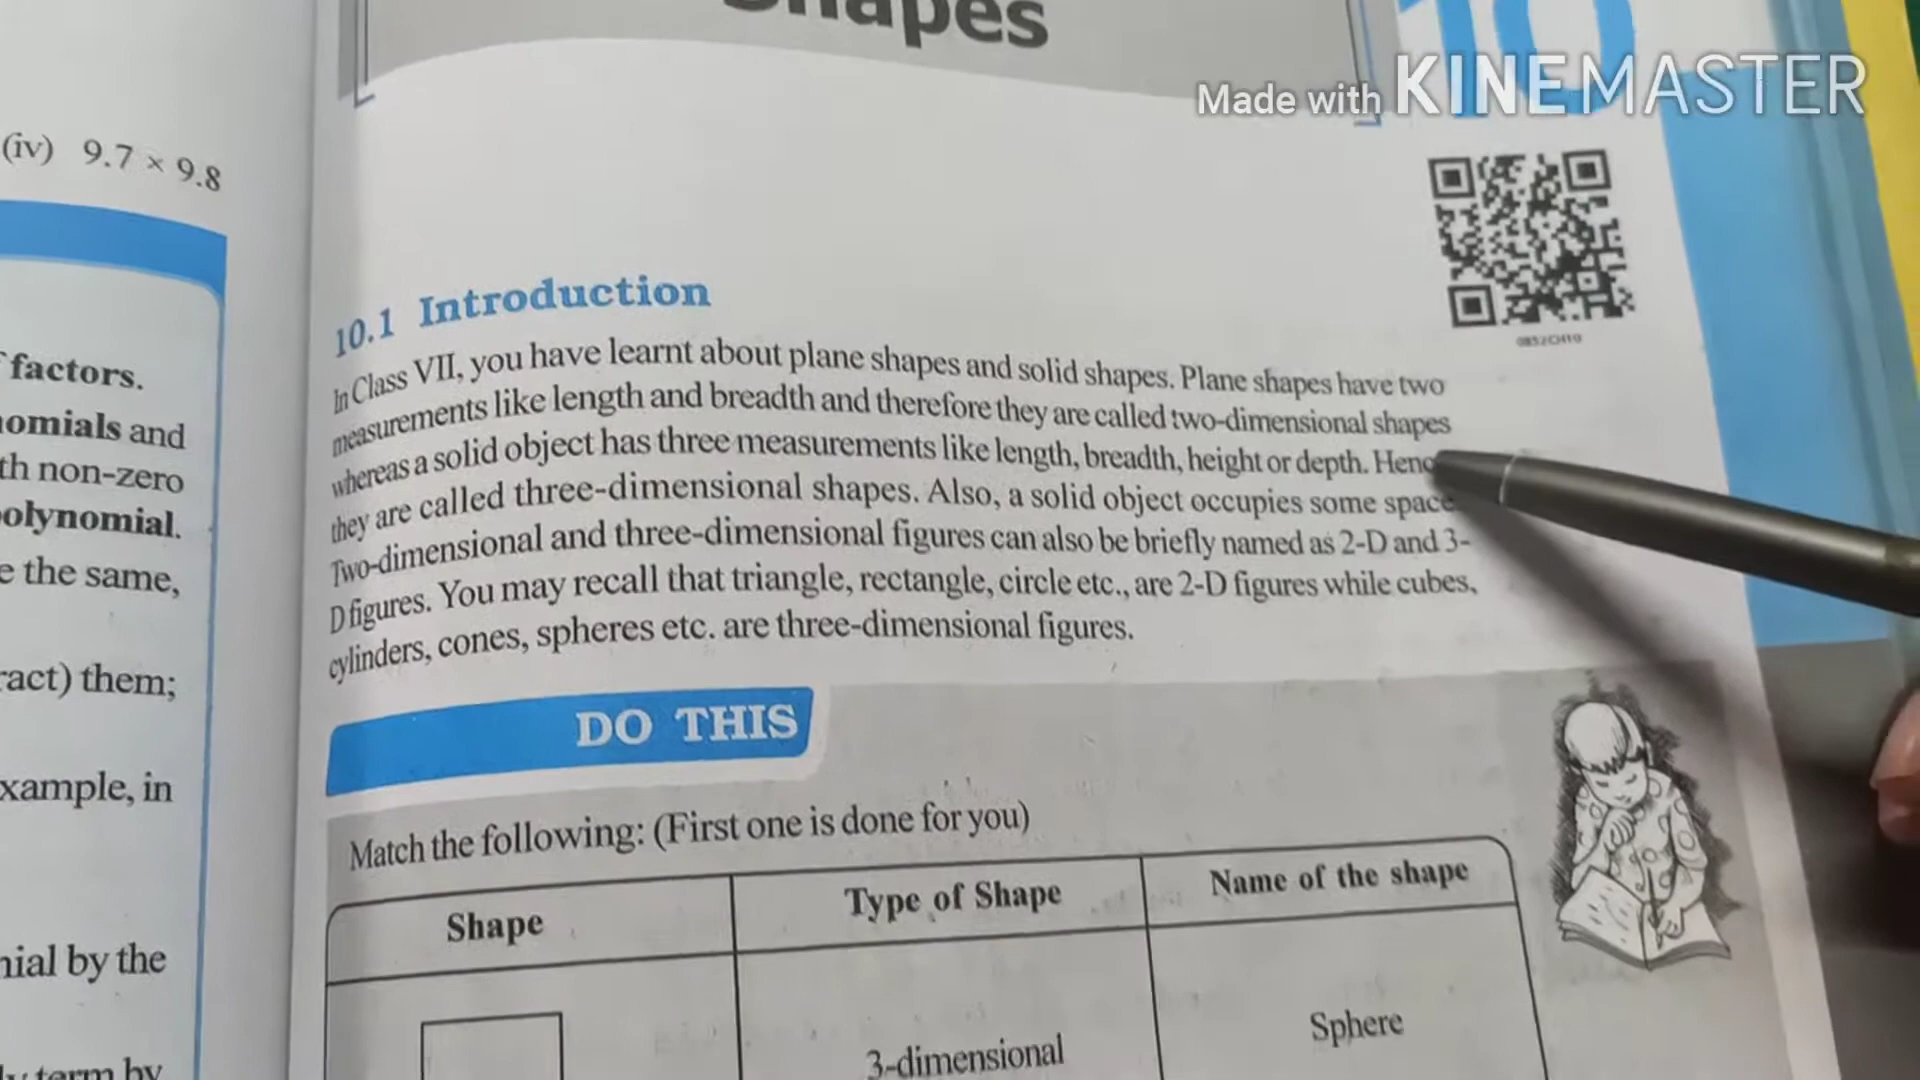 Shapes
10
Made with KINEMASTER
(iv) 9.7 × 9.8
factors.
and
th non-zero
olynomial.
e the same,
act) them;
xample, in
nial by the
term by
10.1 Introduction
In Class VII, you have learnt about plane shapes and solid shapes. Plane shapes have two
measurements like length and breadth and therefore they are called two-dimensional shapes
whereas a solid object has three measurements like length, breadth, height or depth. Henc
they are called three-dimensional shapes. Also, a solid object occupies some space.
Two-dimensional and three-dimensional figures can also be briefly named as 2-D and 3-
D figures. You may recall that triangle, rectangle, circle etc., are 2-D figures while cubes,
cylinders, cones, spheres etc. are three-dimensional figures.
DO THIS
Match the following: (First one is done for you)
Shape Type of Shape Name of the shape
3-dimensional Sphere